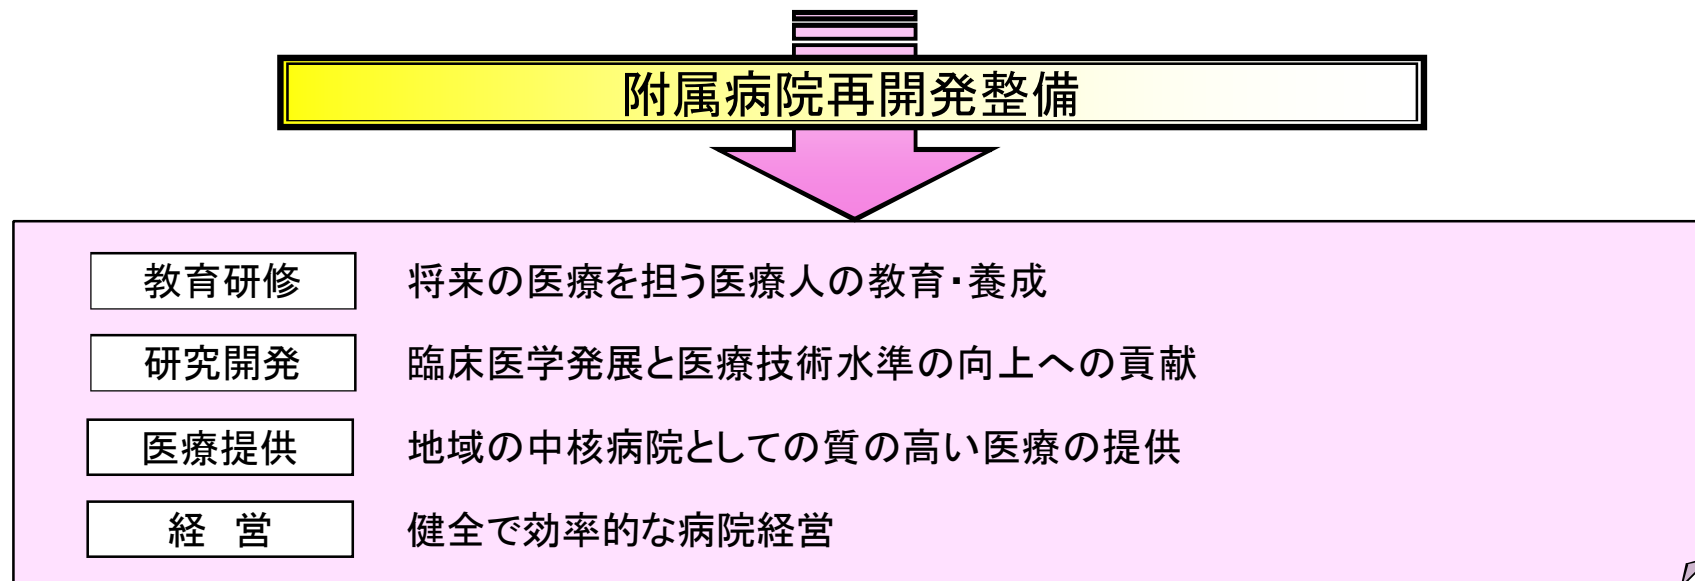 附属病院再開発整備
教育研修 将来の医療を担う医療人の教育・養成
研究開発 臨床医学発展と医療技術水準の向上への貢献
医療提供 地域の中核病院としての質の高い医療の提供
経　営 健全で効率的な病院経営